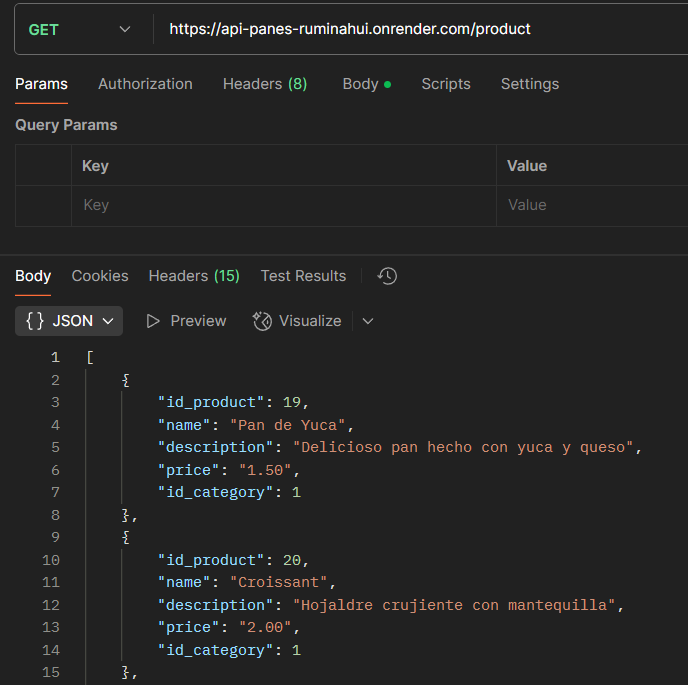 GET https://api-panes-ruminahui.onrender.com/product
Params Authorization Headers (8) Body Scripts Settings
Query Params
Key Value
Key Value
Body Cookies Headers (15) Test Results
{} JSON Preview Visualize
1 [
2 {
3 "id_product": 19,
4 "name": "Pan de Yuca",
5 "description": "Delicioso pan hecho con yuca y queso",
6 "price": "1.50",
7 "id_category": 1
8 },
9 {
10 "id_product": 20,
11 "name": "Croissant",
12 "description": "Hojaldre crujiente con mantequilla",
13 "price": "2.00",
14 "id_category": 1
15 },